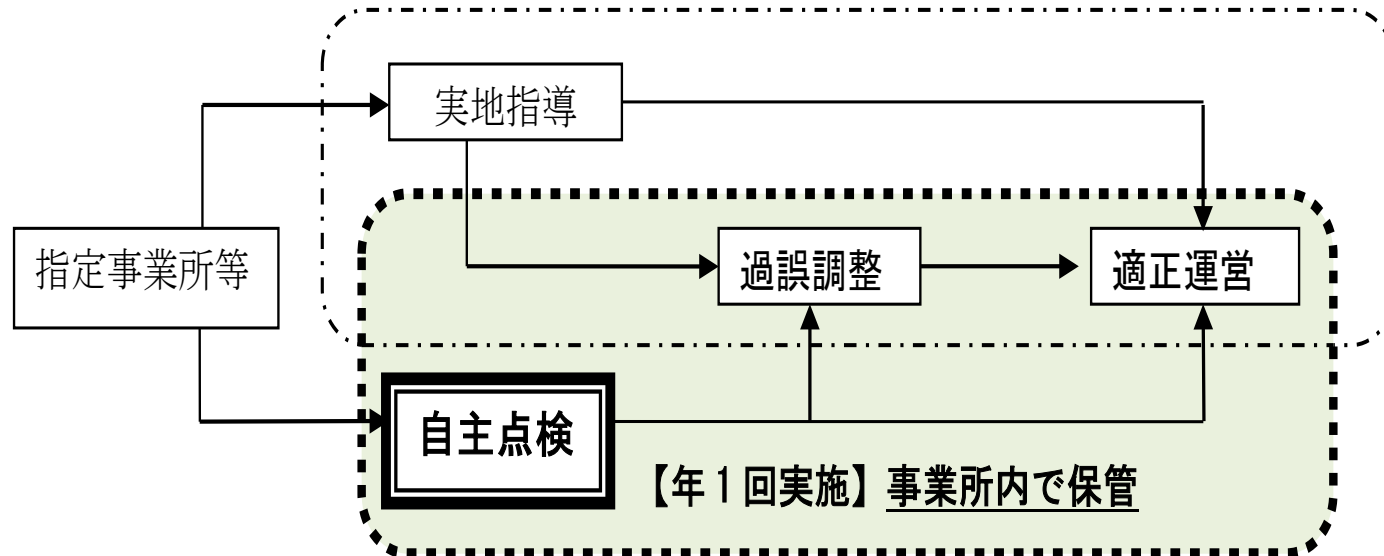 実地指導
指定事業所等
過誤調整
適正運営
自主点検
【年１回実施】事業所内で保管